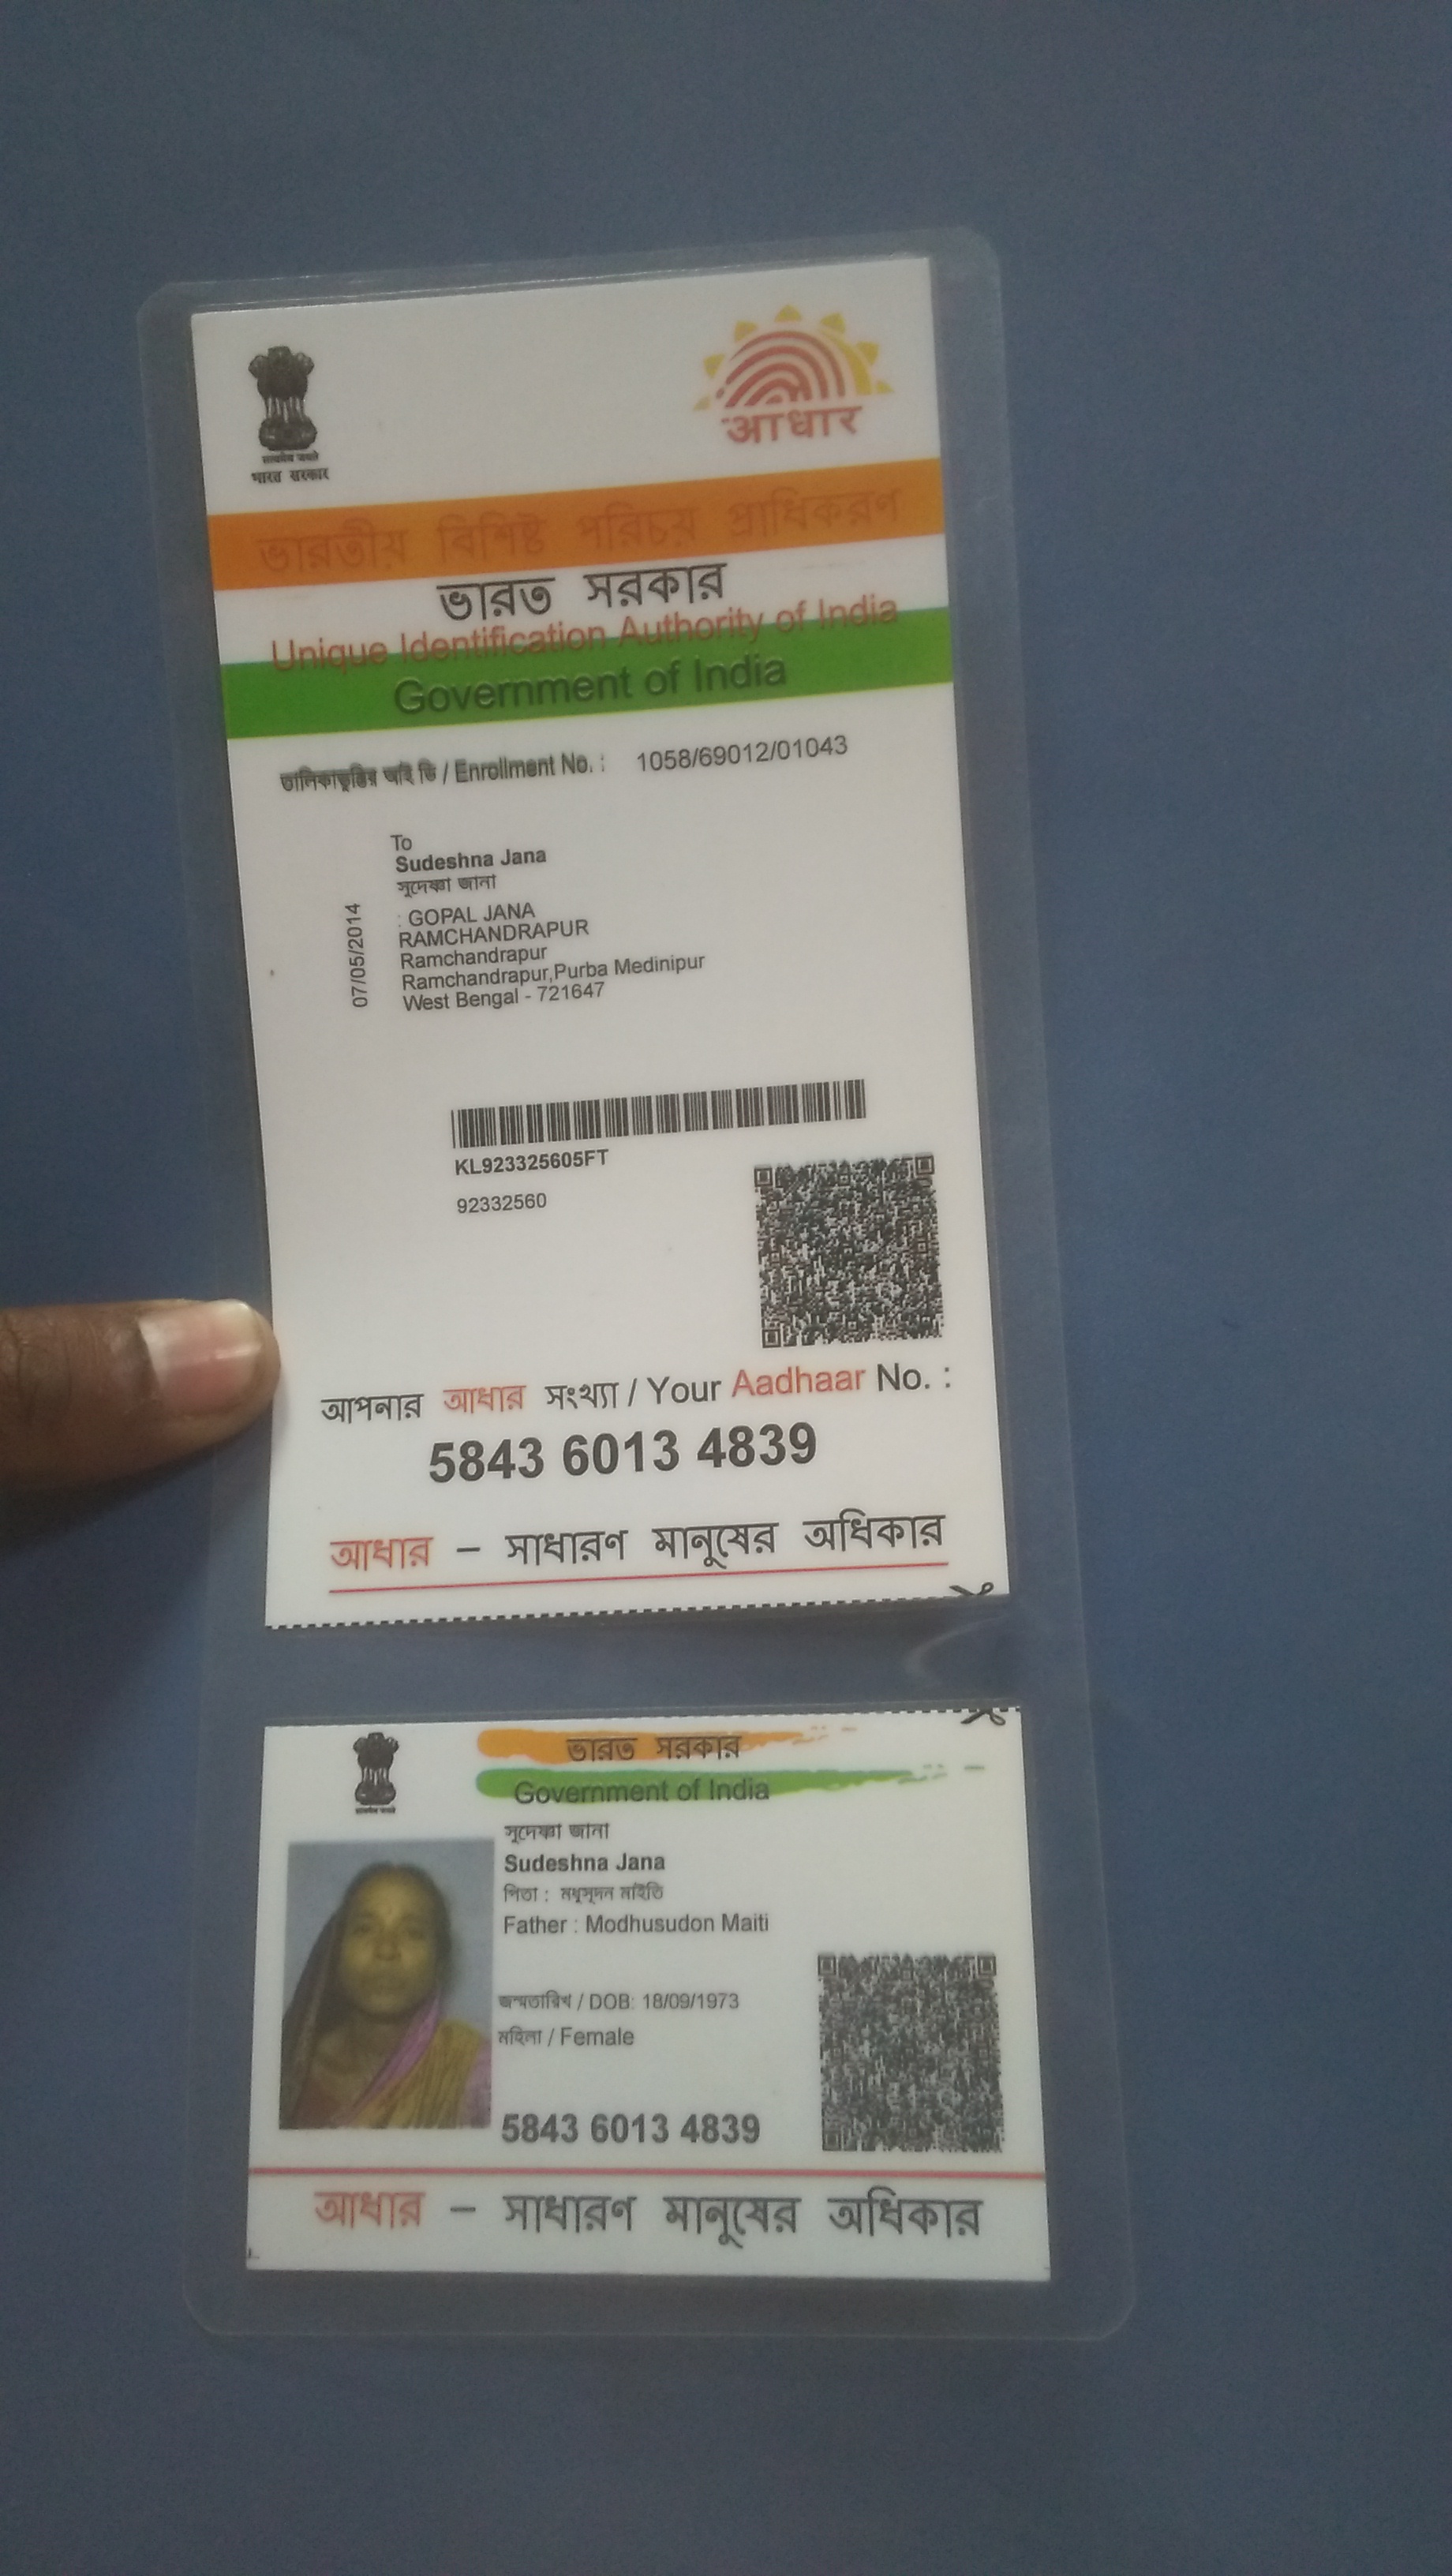 आधार
सत्यमेव जयते
भारत सरकार
ভারতীয় বিশিষ্ট পরিচয় প্রাধিকরণ
ভারত সরকার
Unique Identification Authority of India
Government of India
তালিকাভুক্তির আই ডি / Enrollment No. : 1058/69012/01043
07/05/2014
To
Sudeshna Jana
সুদেষ্ণা জানা
: GOPAL JANA
RAMCHANDRAPUR
Ramchandrapur
Ramchandrapur,Purba Medinipur
West Bengal - 721647
KL923325605FT
92332560
আপনার আধার সংখ্যা / Your Aadhaar No. :
5843 6013 4839
আধার – সাধারণ মানুষের অধিকার
ভারত সরকার
Government of India
সুদেষ্ণা জানা
Sudeshna Jana
পিতা : মধুসূদন মাইতি
Father : Modhusudon Maiti
জন্মতারিখ / DOB: 18/09/1973
মহিলা / Female
5843 6013 4839
আধার – সাধারণ মানুষের অধিকার